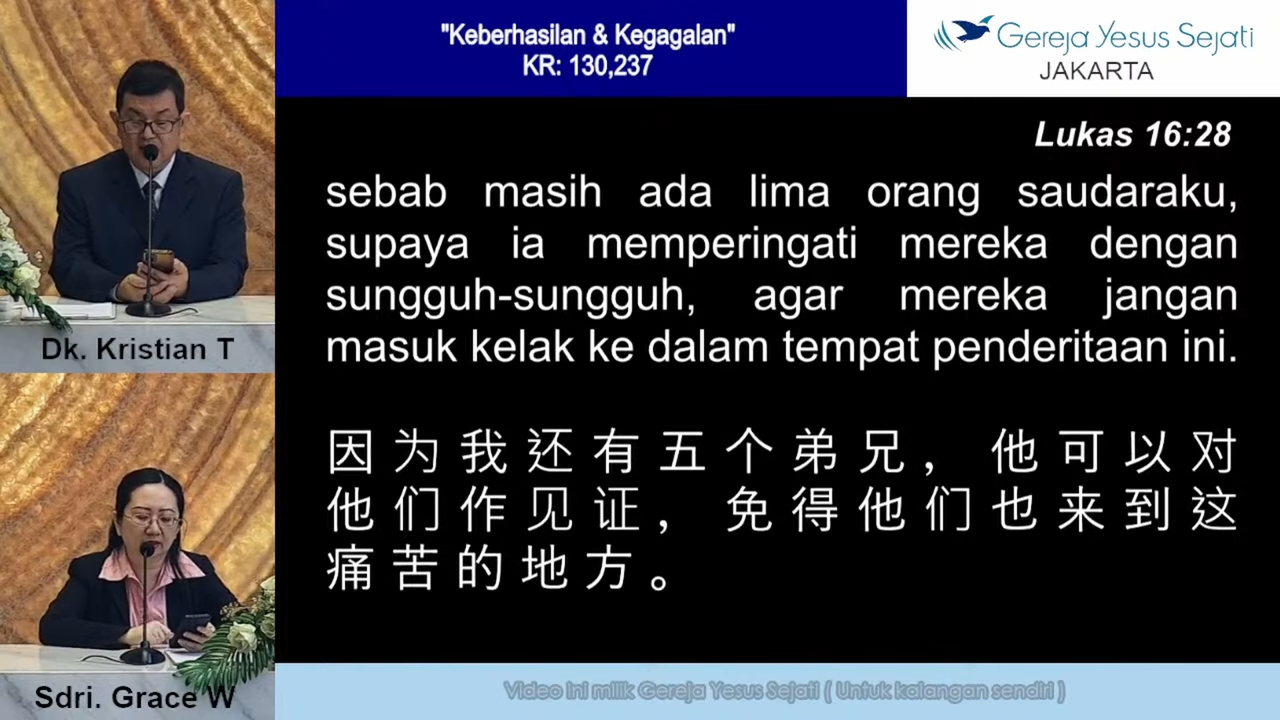 "Keberhasilan & Kegagalan"
KR: 130,237
Gereja Yesus Sejati
JAKARTA
Lukas 16:28
sebab masih ada lima orang saudaraku,
supaya ia memperingati mereka dengan
sungguh-sungguh, agar mereka jangan
masuk kelak ke dalam tempat penderitaan ini.
因为我还有五个弟兄，他可以对
他们作见证，免得他们也来到这
痛苦的地方。
Dk. Kristian T
Sdri. Grace W
Video ini milik Gereja Yesus Sejati ( Untuk kalangan sendiri )